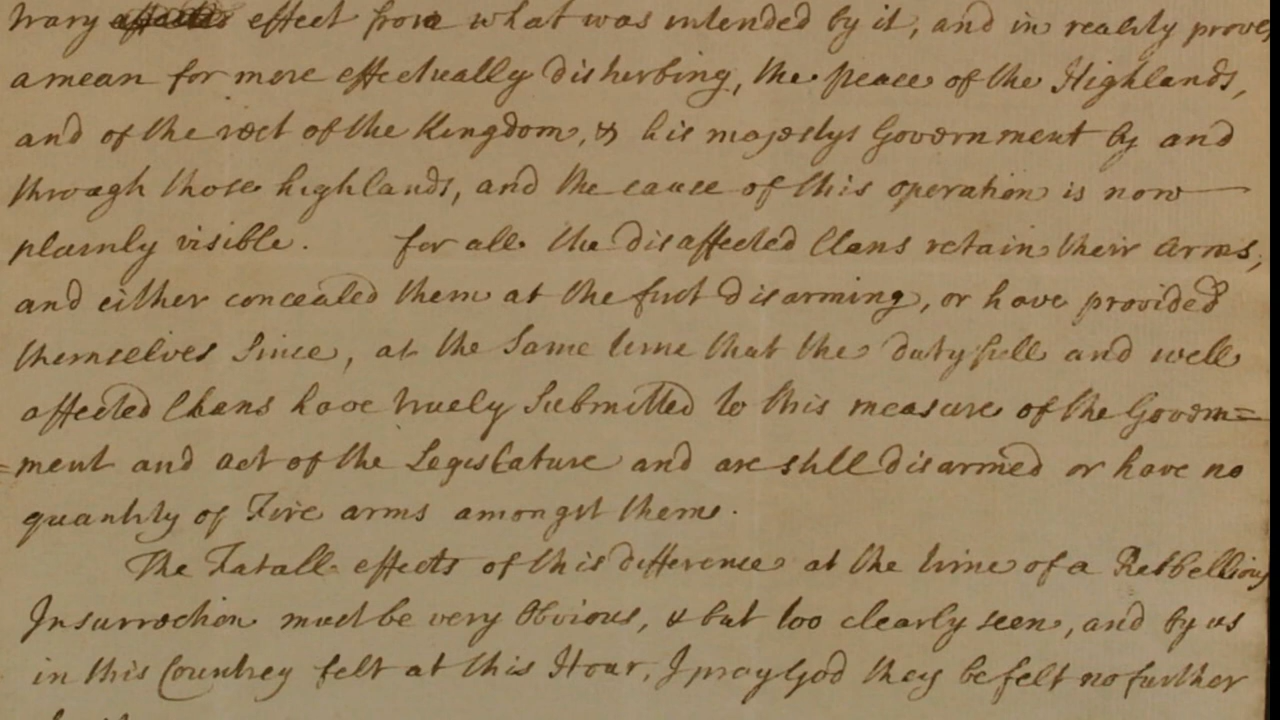 trary effect from what was intended by it, and in reality proves
a mean for more effectually disturbing, the peace of the Highlands,
and of the rest of the Kingdom, & his majestys Government by and
through those highlands, and the cause of this operation is now
plainly visible. for all the disaffected Clans retain their Arms,
and either concealed them at the first disarming, or have provided
themselves Since, at the Same time that the dutyfull and well
affected Clans have truely Submitted to this measure of the Govern=
=ment and Act of the Legislature and are still disarmed or have no
quantity of Fire arms amongst them.
The Fatall effects of this difference at the time of a Rebbellious
Insurrection must be very Obvious, & but too clearly seen, and by us
in this Countrey felt at this Hour, I pray God they be felt no further